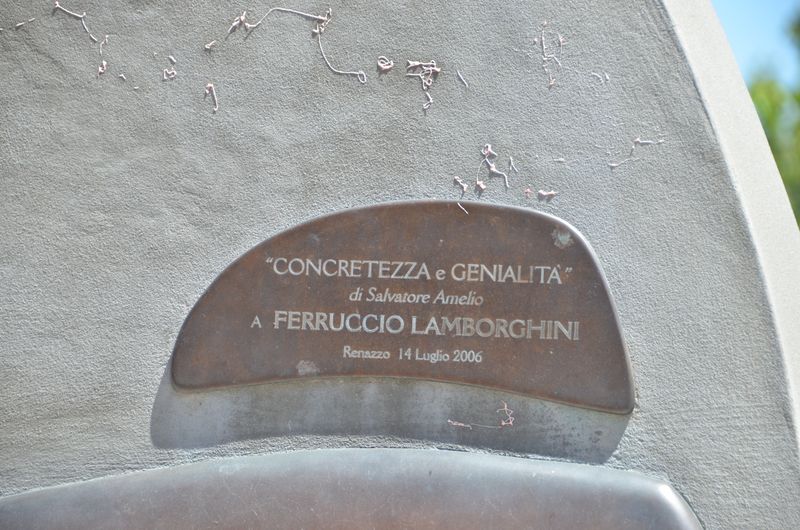 "CONCRETEZZA e GENIALITÀ"
di Salvatore Amelio
A FERRUCCIO LAMBORGHINI
Renazzo 14 Luglio 2006